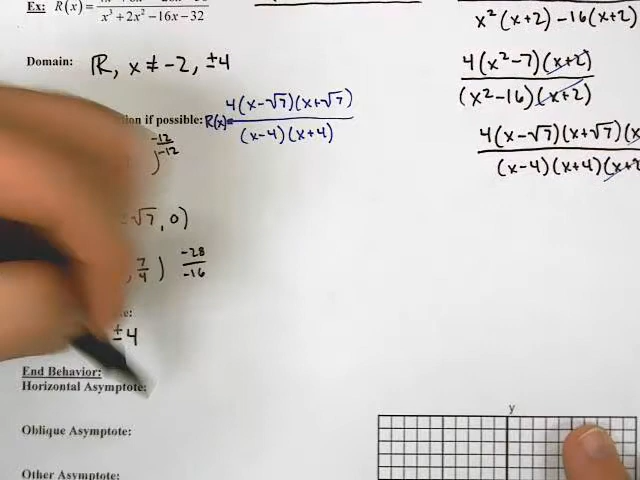 Ex: R(x) =
x³ + 2x² − 16x − 32
x²(x+2) − 16(x+2)
Domain: ℝ, x ≠ −2, ±4
4(x²−7)(x+2)
(x²−16)(x+2)
if possible: R(x)= 4(x−√7)(x+√7)
(x−4)(x+4)
−12
−12
4(x−√7)(x+√7)(x
(x−4)(x+4)(x+2
√7, 0)
, 7/4) −28
−16
± 4
End Behavior:
Horizontal Asymptote:
y
Oblique Asymptote:
Other Asymptote: